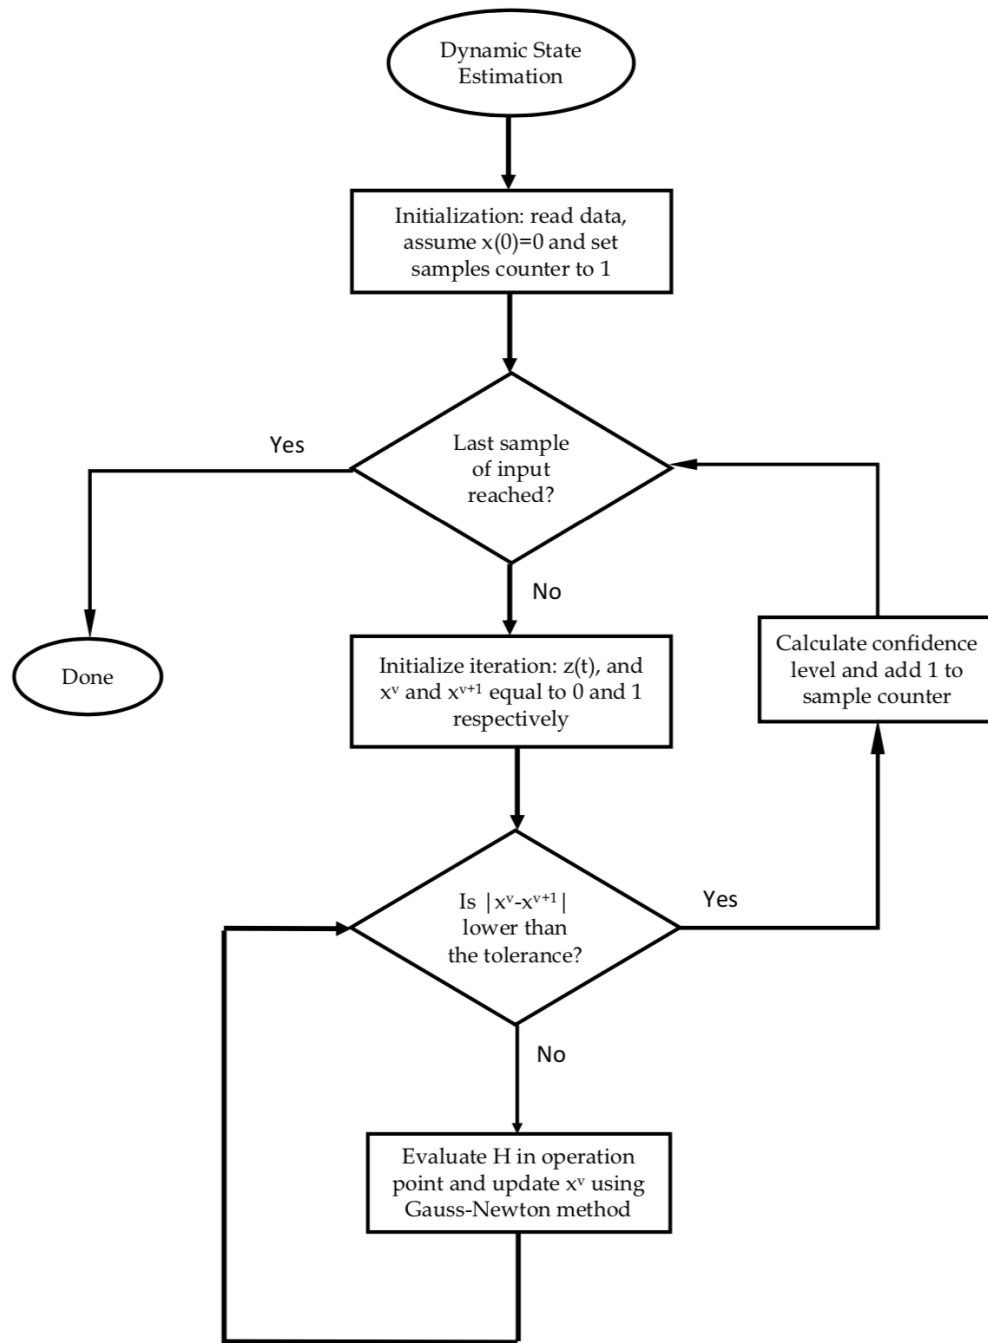 Dynamic State
Estimation
Initialization: read data,
assume x(0)=0 and set
samples counter to 1
Last sample
of input
reached?
Yes
No
Done
Initialize iteration: z(t), and
xᵛ and xᵛ⁺¹ equal to 0 and 1
respectively
Calculate confidence
level and add 1 to
sample counter
Is |xᵛ-xᵛ⁺¹|
lower than
the tolerance?
Yes
No
Evaluate H in operation
point and update xᵛ using
Gauss-Newton method